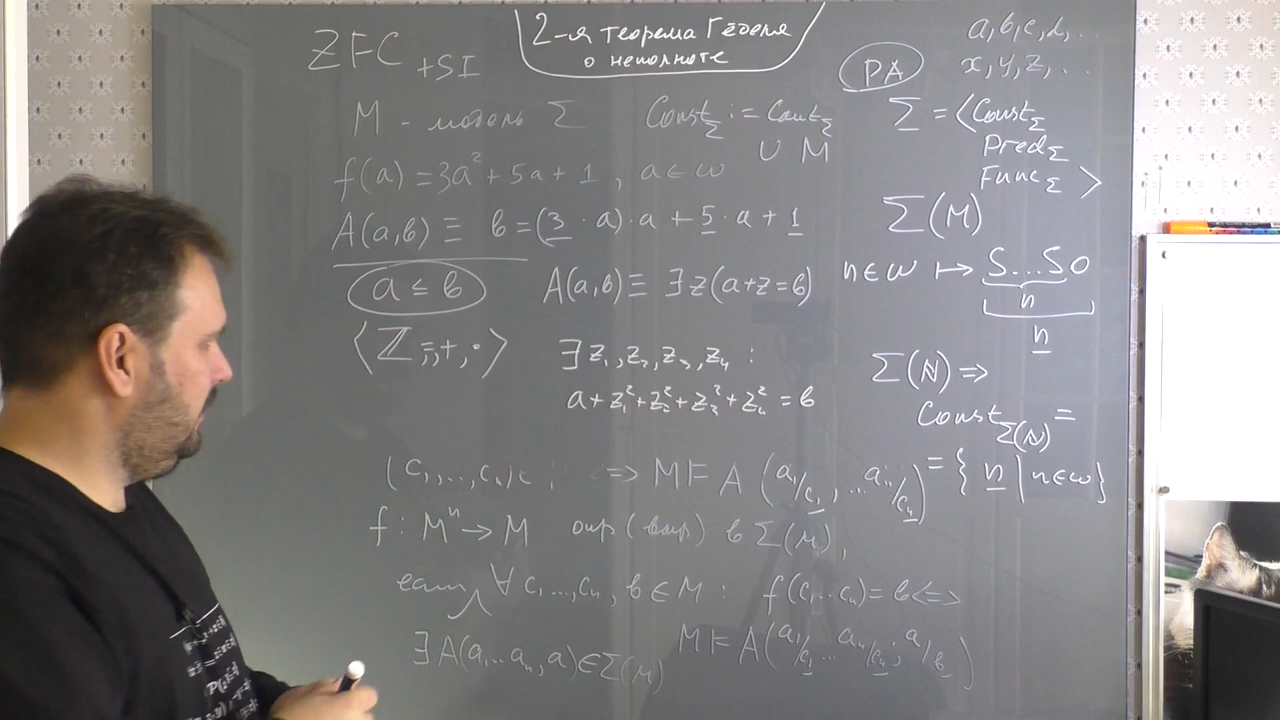 2-я теорема Гёделя
о неполноте
ZFC +SI
M - модель Σ Const_Σ := Const_Σ
∪ M
f(a) = 3a² + 5a + 1, a ∈ ω
A(a,b) ≡ b = (3 · a) · a + 5 · a + 1
a ≤ b A(a,b) ≡ ∃z(a+z=b)
⟨ℤ, =, +, ·⟩ ∃z₁, z₂, z₃, z₄ :
a + z₁² + z₂² + z₃² + z₄² = b
⟨c₁, ..., cₙ⟩ ⟺ M ⊨ A (a₁/c₁, ... aₙ/cₙ)
f : Mⁿ → M в Σ(M),
если ∀ c₁, ..., cₙ, b ∈ M : f(c₁...cₙ) = b ⟺
∃ A(a₁...aₙ, a) ∈ Σ(M) M ⊨ A(a₁/c₁ ... aₙ/cₙ, a/b)
a, b, c, d, ...
PA x, y, z, ...
Σ = ⟨Const_Σ
Pred_Σ
Func_Σ⟩
Σ(M)
n ∈ ω ↦ S...S0
n
n
Σ(ℕ) ⇒
Const_Σ(ℕ) =
= {n | n ∈ ω}